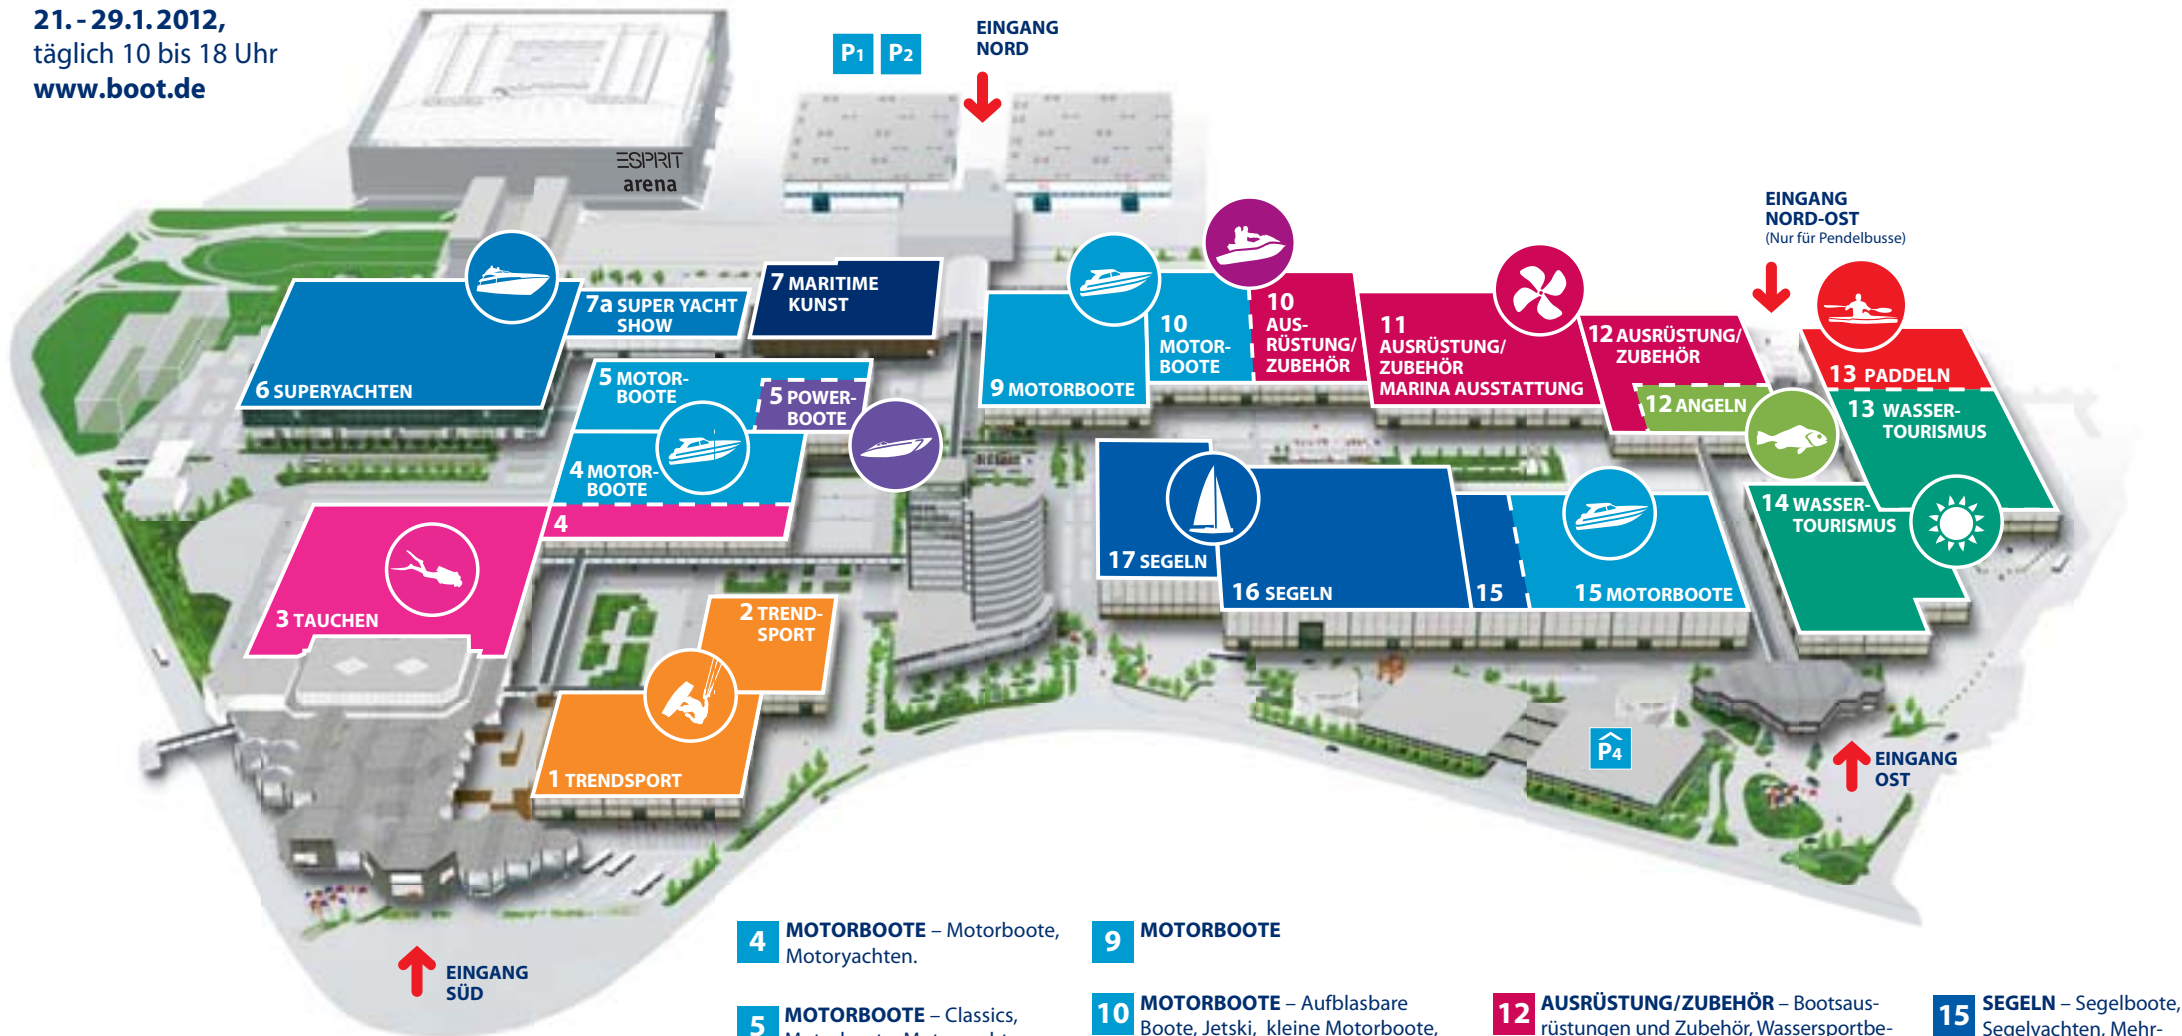 21. - 29.1. 2012,
täglich 10 bis 18 Uhr
www.boot.de
P1 P2
EINGANG
NORD
ESPRIT
arena
EINGANG
NORD-OST
(Nur für Pendelbusse)
6 SUPERYACHTEN
7a SUPER YACHT
SHOW
7 MARITIME
KUNST
5 MOTOR-
BOOTE
5 POWER-
BOOTE
4 MOTOR-
BOOTE
4
3 TAUCHEN
2 TREND-
SPORT
1 TRENDSPORT
9 MOTORBOOTE
10
MOTOR-
BOOTE
10
AUS-
RÜSTUNG/
ZUBEHÖR
11
AUSRÜSTUNG/
ZUBEHÖR
MARINA AUSSTATTUNG
12 AUSRÜSTUNG/
ZUBEHÖR
12 ANGELN
13 PADDELN
13 WASSER-
TOURISMUS
14 WASSER-
TOURISMUS
17 SEGELN
16 SEGELN
15
15 MOTORBOOTE
P4
EINGANG
OST
EINGANG
SÜD
4 MOTORBOOTE – Motorboote,
Motoryachten.
5 MOTORBOOTE – Classics,
9 MOTORBOOTE
10 MOTORBOOTE – Aufblasbare
Boote, Jetski, kleine Motorboote,
12 AUSRÜSTUNG/ZUBEHÖR – Bootsaus-
rüstungen und Zubehör, Wassersportbe-
15 SEGELN – Segelboote,
Segelyachten, Mehr-